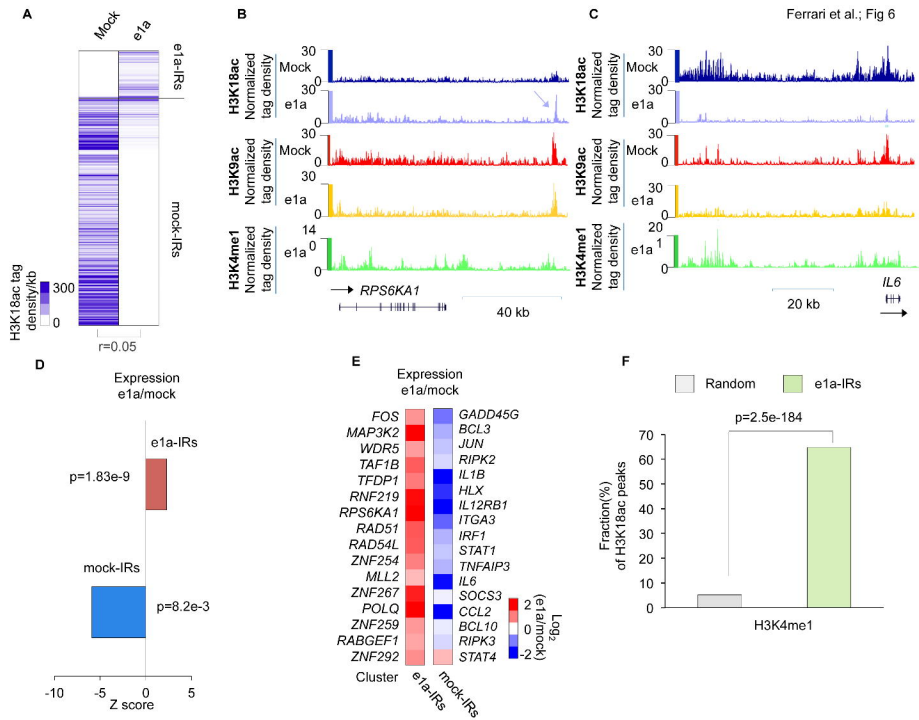 Ferrari et al.; Fig 6
A
Mock
e1a
e1a-IRs
mock-IRs
H3K18ac tag
density/kb
300
0
r=0.05
B
H3K18ac
Normalized
tag density
30
Mock
0
30
e1a
0
H3K9ac
Normalized
tag density
30
Mock
0
30
e1a
0
H3K4me1
Normalized
tag density
14
0
e1a
0
RPS6KA1
40 kb
C
H3K18ac
Normalized
tag density
30
Mock
0
30
e1a
0
H3K9ac
Normalized
tag density
30
Mock
0
30
e1a
0
H3K4me1
Normalized
tag density
20
1
e1a
0
IL6
20 kb
D
Expression
e1a/mock
e1a-IRs
p=1.83e-9
mock-IRs
p=8.2e-3
-10
-5
0
5
Z score
E
Expression
e1a/mock
FOS
MAP3K2
WDR5
TAF1B
TFDP1
RNF219
RPS6KA1
RAD51
RAD54L
ZNF254
MLL2
ZNF267
POLQ
ZNF259
RABGEF1
ZNF292
GADD45G
BCL3
JUN
RIPK2
IL1B
HLX
IL12RB1
ITGA3
IRF1
STAT1
TNFAIP3
IL6
SOCS3
CCL2
BCL10
RIPK3
STAT4
Cluster
e1a-IRs
mock-IRs
2
0
-2
Log2
(e1a/mock)
F
Random
e1a-IRs
p=2.5e-184
Fraction(%)
of H3K18ac peaks
70
60
50
40
30
20
10
0
H3K4me1